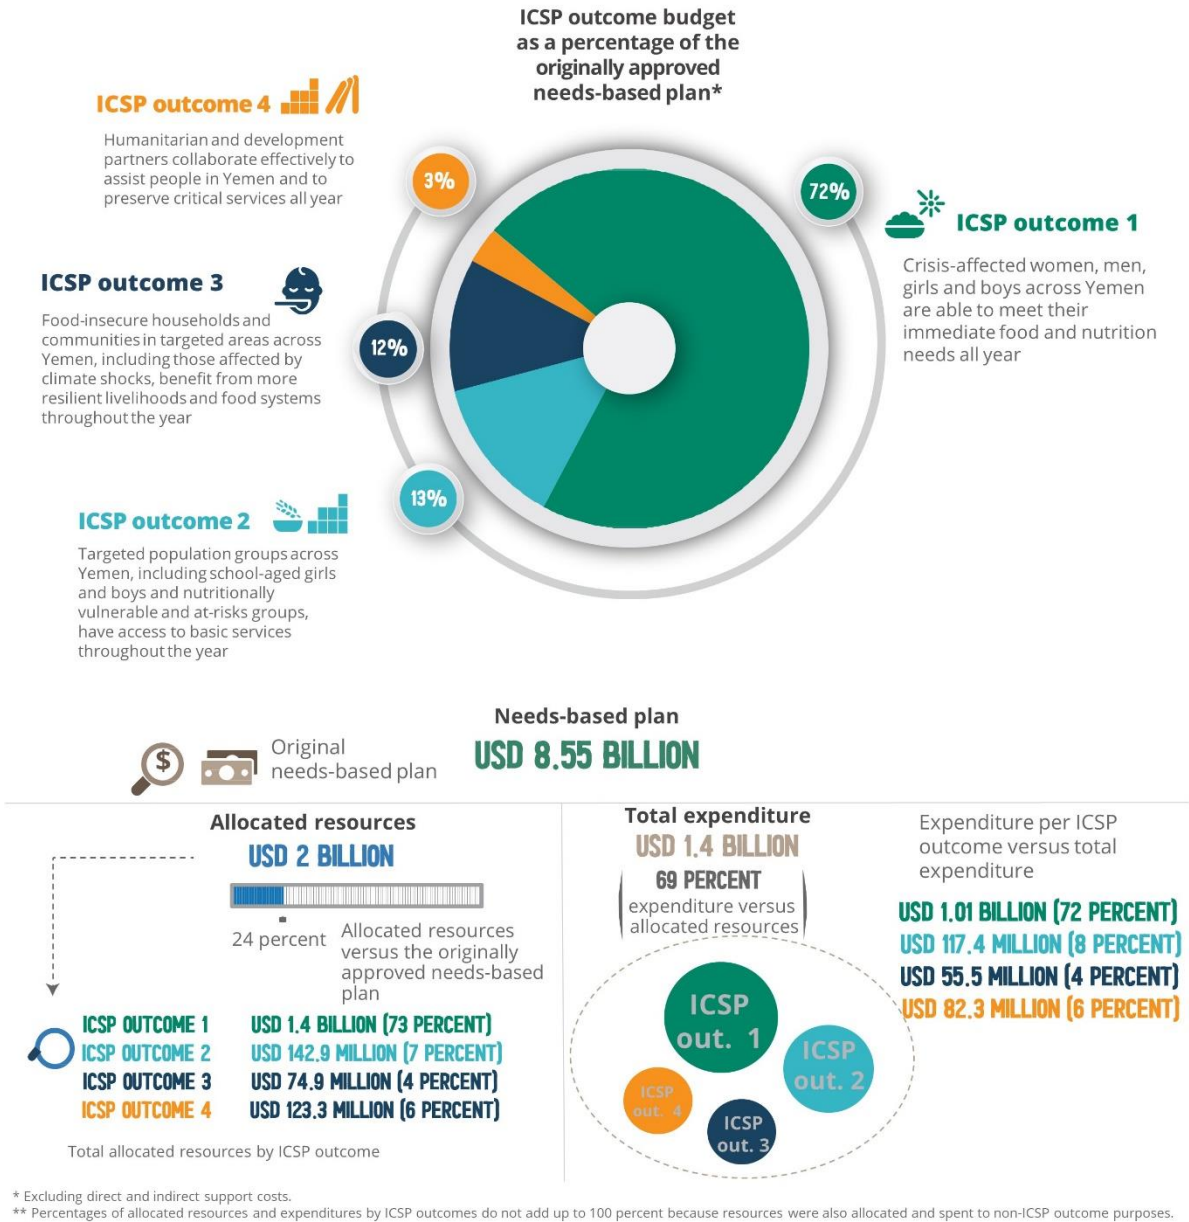 ICSP outcome budget
as a percentage of the
originally approved
needs-based plan*
ICSP outcome 4
Humanitarian and development
partners collaborate effectively to
assist people in Yemen and to
preserve critical services all year
3%
72%
ICSP outcome 1
Crisis-affected women, men,
girls and boys across Yemen
are able to meet their
immediate food and nutrition
needs all year
ICSP outcome 3
Food-insecure households and
communities in targeted areas across
Yemen, including those affected by
climate shocks, benefit from more
resilient livelihoods and food systems
throughout the year
12%
13%
ICSP outcome 2
Targeted population groups across
Yemen, including school-aged girls
and boys and nutritionally
vulnerable and at-risks groups,
have access to basic services
throughout the year
Needs-based plan
$
Original
needs-based plan
USD 8.55 BILLION
Allocated resources
USD 2 BILLION
24 percent
Allocated resources
versus the originally
approved needs-based
plan
ICSP OUTCOME 1 USD 1.4 BILLION (73 PERCENT)
ICSP OUTCOME 2 USD 142.9 MILLION (7 PERCENT)
ICSP OUTCOME 3 USD 74.9 MILLION (4 PERCENT)
ICSP OUTCOME 4 USD 123.3 MILLION (6 PERCENT)
Total allocated resources by ICSP outcome
Total expenditure
USD 1.4 BILLION
69 PERCENT
expenditure versus
allocated resources
Expenditure per ICSP
outcome versus total
expenditure
USD 1.01 BILLION (72 PERCENT)
USD 117.4 MILLION (8 PERCENT)
USD 55.5 MILLION (4 PERCENT)
USD 82.3 MILLION (6 PERCENT)
ICSP
out. 1
ICSP
out. 2
ICSP
out. 4
ICSP
out. 3
* Excluding direct and indirect support costs.
** Percentages of allocated resources and expenditures by ICSP outcomes do not add up to 100 percent because resources were also allocated and spent to non-ICSP outcome purposes.